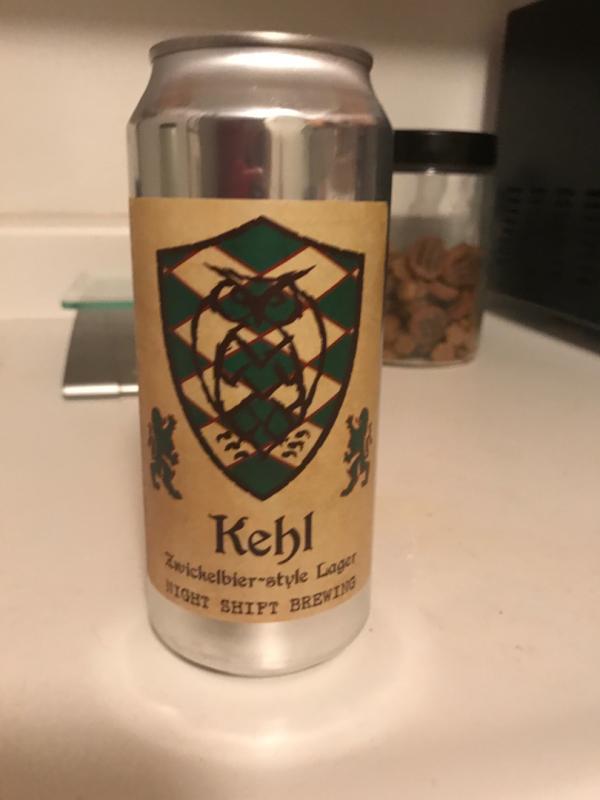 Kehl
Zwickelbier-style Lager
NIGHT SHIFT BREWING